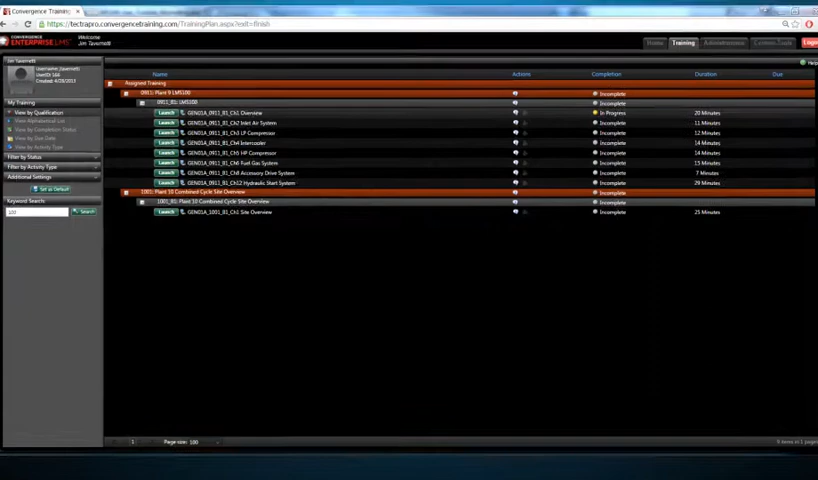 Convergence Training
https://tectrapro.convergencetraining.com/TrainingPlan.aspx?exit=finish
CONVERGENCE
ENTERPRISE LMS
Welcome
Jim Tavernetti
Home Training Administration Custom Tools Logout
Help
Jim Tavernetti
Created: 4/29/2013
My Training
View by Qualification
View Alphabetical List
View by Completion Status
View by Due Date
View by Activity Type
Filter by Status
Filter by Activity Type
Additional Settings
Set as Default
Keyword Search:
100 Search
Name Actions Completion Duration Due
Assigned Training
0911: Plant 9 LMS100 Incomplete
0911_B1: LMS100 Incomplete
Launch GEN01A_0911_B1_Ch1 Overview In Progress 20 Minutes
Launch GEN01A_0911_B1_Ch2 Inlet Air System Incomplete 11 Minutes
Launch GEN01A_0911_B1_Ch3 LP Compressor Incomplete 12 Minutes
Launch GEN01A_0911_B1_Ch4 Intercooler Incomplete 14 Minutes
Launch GEN01A_0911_B1_Ch5 HP Compressor Incomplete 14 Minutes
Launch GEN01A_0911_B1_Ch6 Fuel Gas System Incomplete 15 Minutes
Launch GEN01A_0911_B1_Ch8 Accessory Drive System Incomplete 7 Minutes
Launch GEN01A_0911_B1_Ch12 Hydraulic Start System Incomplete 29 Minutes
1001: Plant 10 Combined Cycle Site Overview Incomplete
1001_B1: Plant 10 Combined Cycle Site Overview Incomplete
Launch GEN01A_1001_B1_Ch1 Site Overview Incomplete 25 Minutes
1 Page size: 100